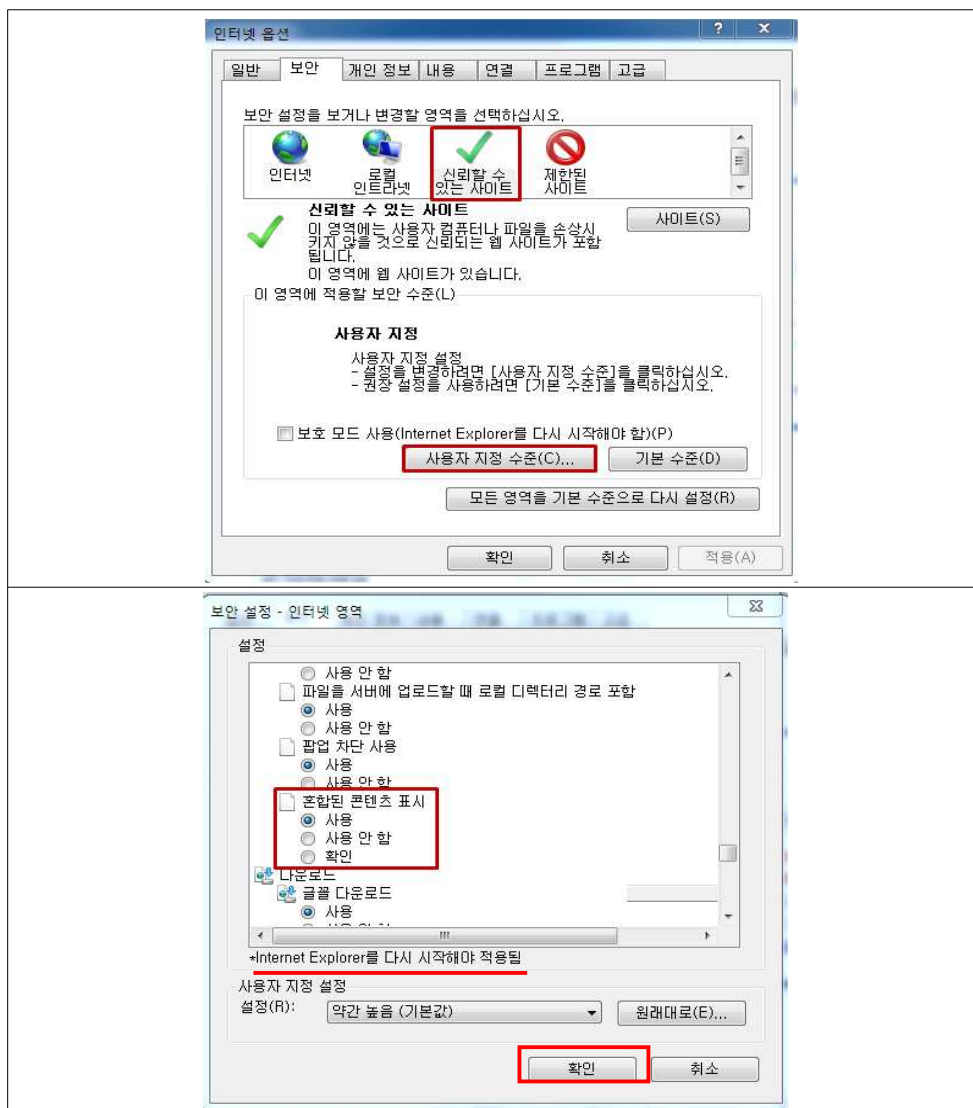 인터넷 옵션
일반 보안 개인 정보 내용 연결 프로그램 고급
보안 설정을 보거나 변경할 영역을 선택하십시오.
인터넷
로컬
인트라넷
신뢰할 수
있는 사이트
제한된
사이트
신뢰할 수 있는 사이트
사이트(S)
이 영역에는 사용자 컴퓨터나 파일을 손상시
키지 않을 것으로 신뢰되는 웹 사이트가 포함
됩니다.
이 영역에 웹 사이트가 있습니다.
이 영역에 적용할 보안 수준(L)
사용자 지정
사용자 지정 설정
- 설정을 변경하려면 [사용자 지정 수준]을 클릭하십시오.
- 권장 설정을 사용하려면 [기본 수준]을 클릭하십시오.
보호 모드 사용(Internet Explorer를 다시 시작해야 함)(P)
사용자 지정 수준(C)... 기본 수준(D)
모든 영역을 기본 수준으로 다시 설정(R)
확인 취소 적용(A)
보안 설정 - 인터넷 영역
설정
사용 안 함
파일을 서버에 업로드할 때 로컬 디렉터리 경로 포함
사용
사용 안 함
팝업 차단 사용
사용
사용 안 함
혼합된 콘텐츠 표시
사용
사용 안 함
확인
다운로드
글꼴 다운로드
사용
*Internet Explorer를 다시 시작해야 적용됨
사용자 지정 설정
설정(R): 약간 높음 (기본값) 원래대로(E)...
확인 취소